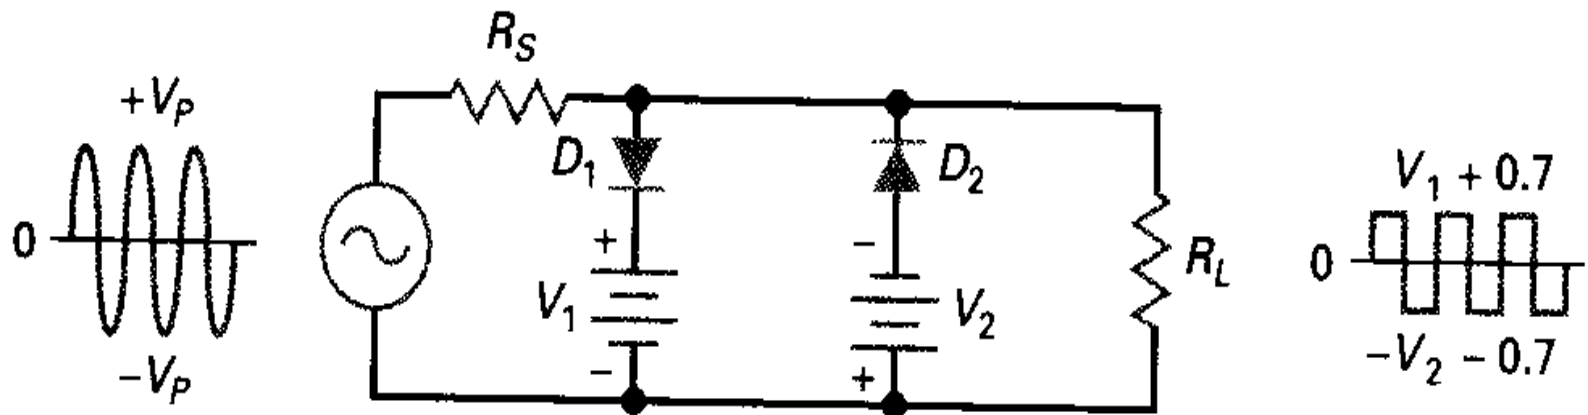 +V_P
0
-V_P
R_S
D_1
+
V_1
-
D_2
-
V_2
+
R_L
V_1 + 0.7
0
-V_2 - 0.7